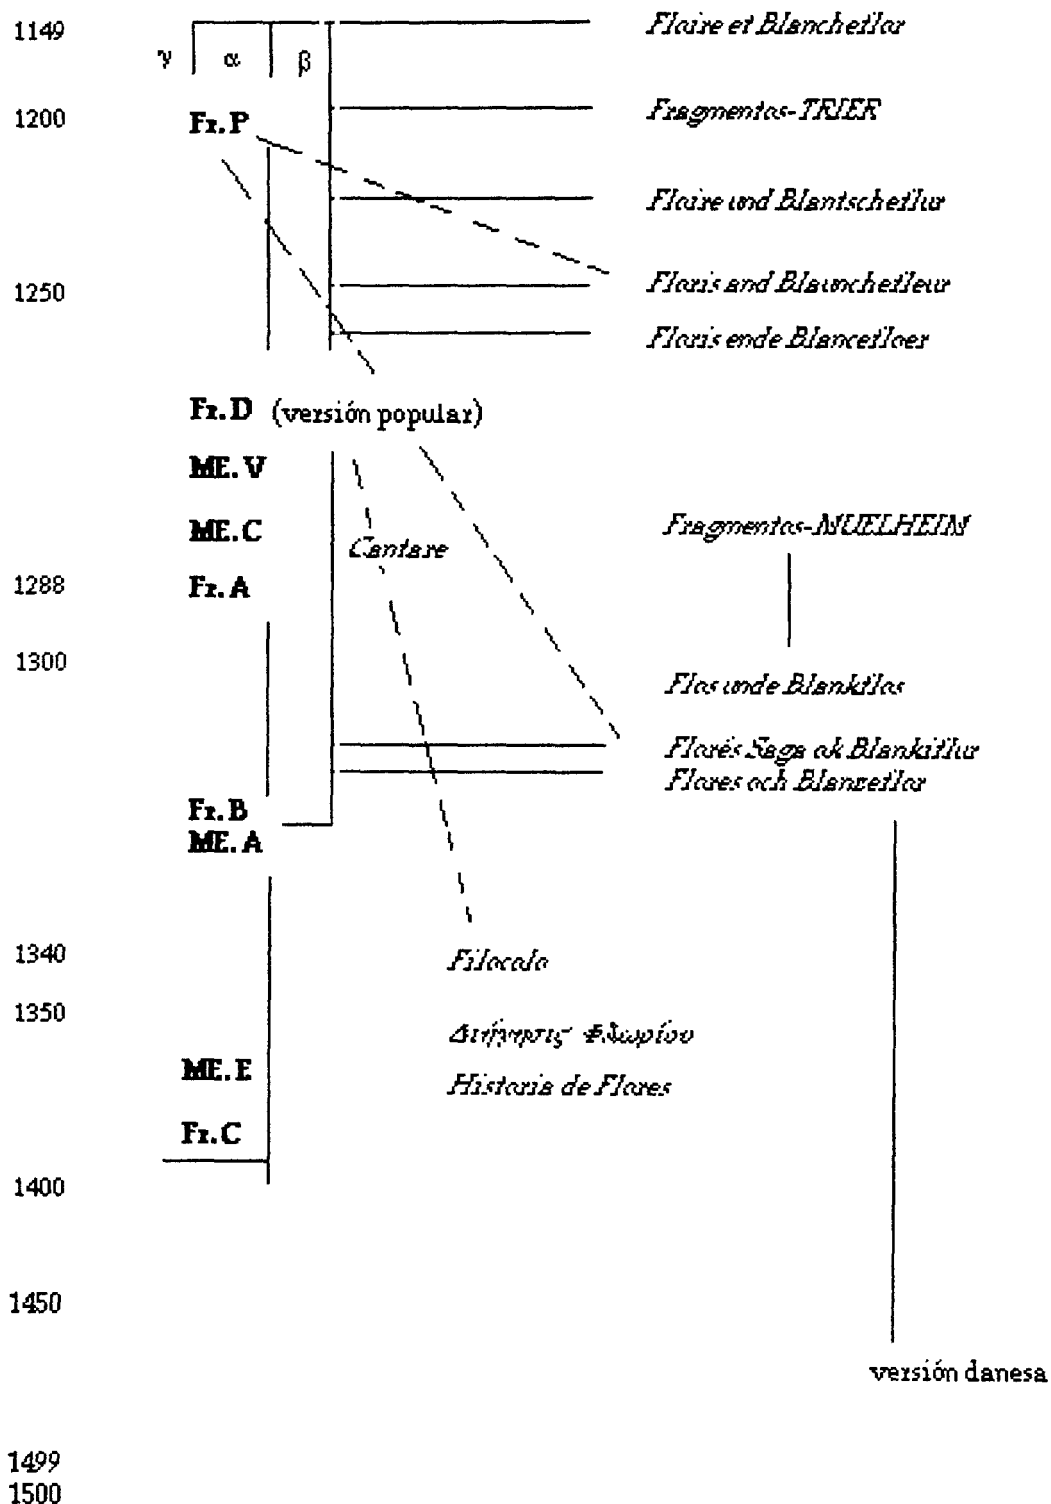 1149
Floire et Blancheflor
γ α β
1200
Fr.P
Fragmentos-TRIER
Floire und Blantscheflur
1250
Floris and Blaunchefleur
Floris ende Blancefloer
Fr.D (versión popular)
ME.V
ME.C
Cantare
Fragmentos-MUELHEIN
1288
Fr.A
1300
Flos unde Blankflos
Florés Saga ok Blankiflur
Flores och Blanzeflor
Fr.B
ME.A
1340
Filocolo
1350
Διήγησις Φλωρίου
ME.E
Historia de Flores
Fr.C
1400
1450
versión danesa
1499
1500